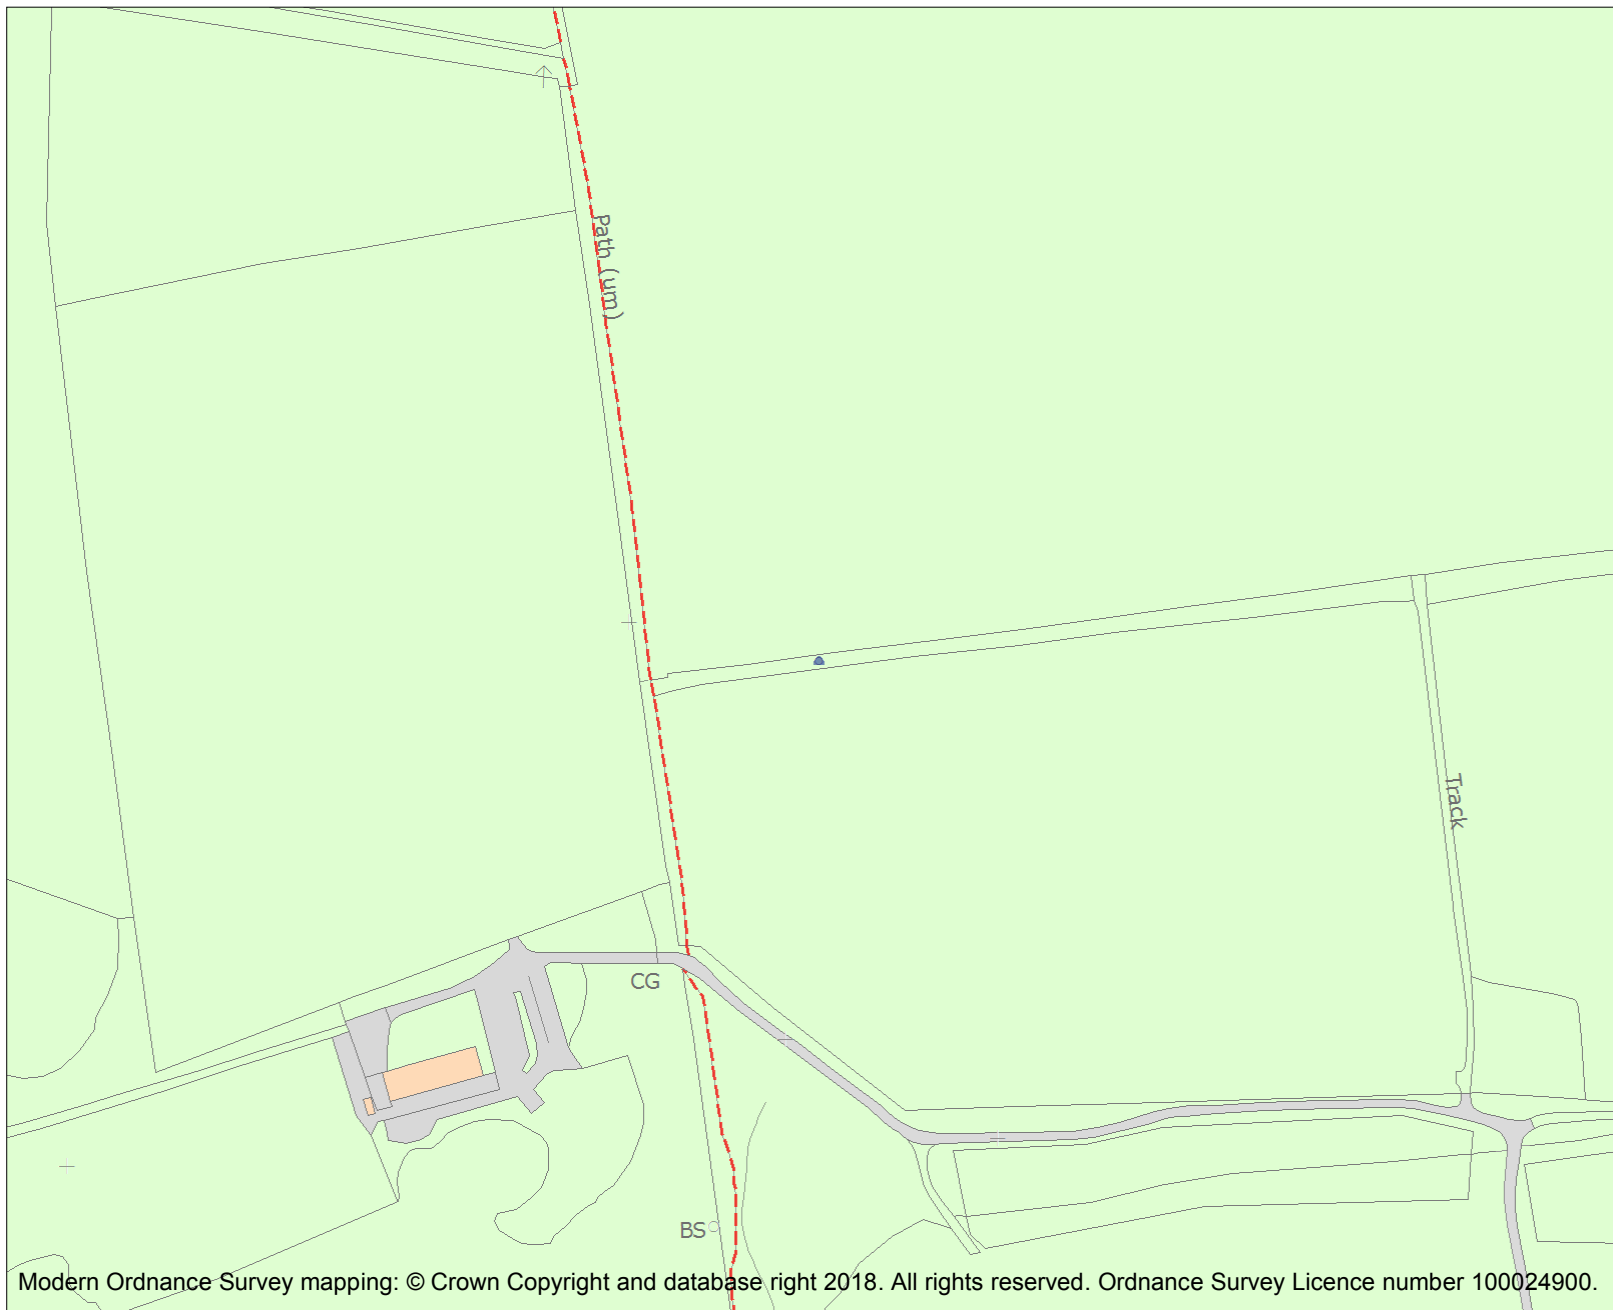 Path (um)
Track
CG
BS
Modern Ordnance Survey mapping: © Crown Copyright and database right 2018. All rights reserved. Ordnance Survey Licence number 100024900.